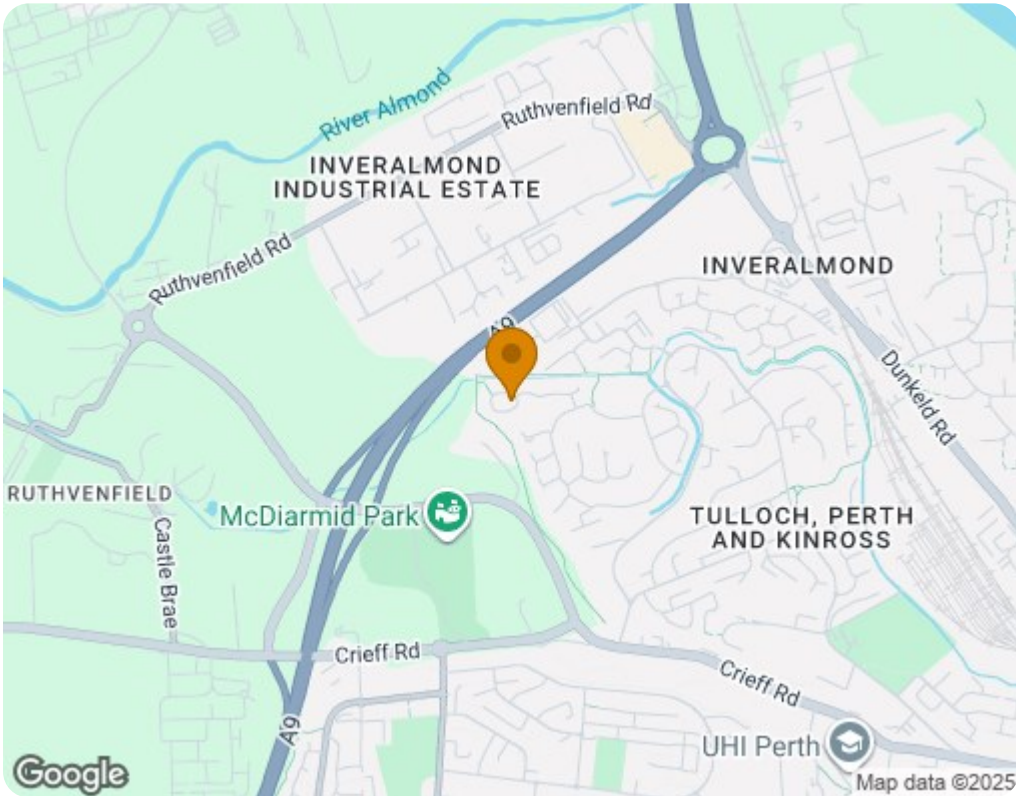 River Almond
Ruthvenfield Rd
INVERALMOND
INDUSTRIAL ESTATE
Ruthvenfield Rd
INVERALMOND
A9
Dunkeld Rd
RUTHVENFIELD
McDiarmid Park
TULLOCH, PERTH
AND KINROSS
Castle Brae
Crieff Rd
Crieff Rd
A9
UHI Perth
Google
Map data ©2025